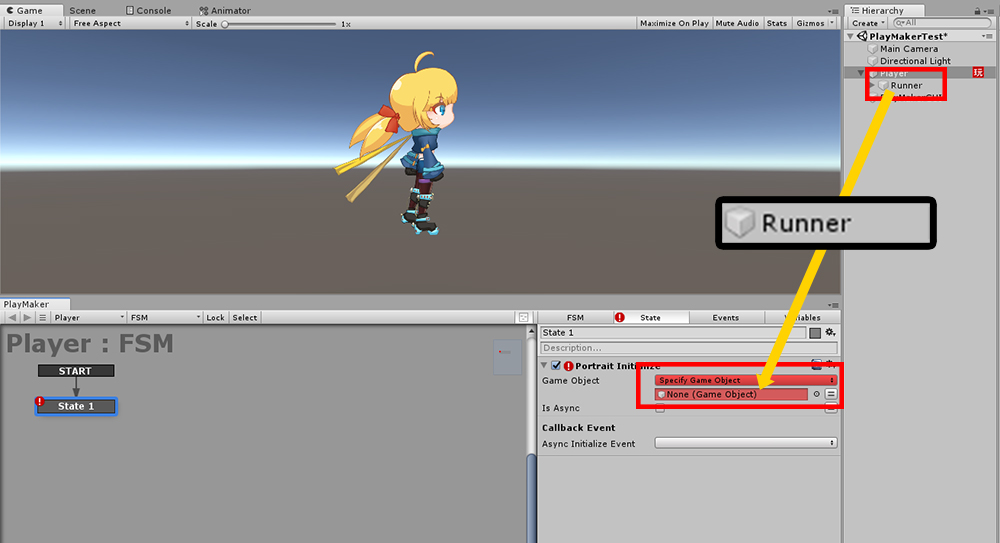 Game Scene Console Animator
Display 1 Free Aspect Scale 1x Maximize On Play Mute Audio Stats Gizmos
Hierarchy
Create All
PlayMakerTest*
Main Camera
Directional Light
Player 玩
Runner
Runner
PlayMaker
Player FSM Lock Select
Player : FSM
START
State 1
FSM State Events Variables
State 1
Description...
Portrait Initialize
Game Object Specify Game Object
None (Game Object)
Is Async
Callback Event
Async Initialize Event